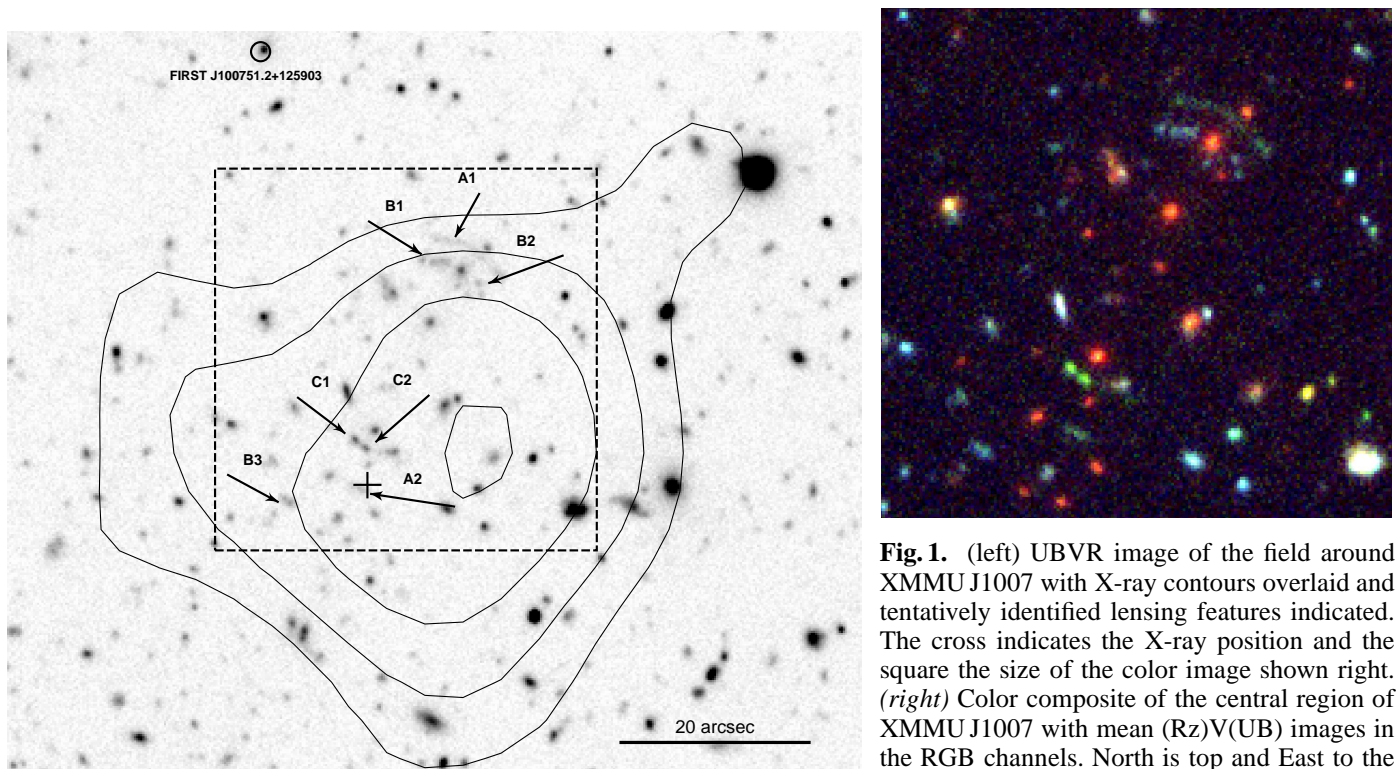 FIRST J100751.2+125903
A1
B1
B2
C1
C2
B3
A2
20 arcsec
Fig. 1. (left) UBVR image of the field around
XMMU J1007 with X-ray contours overlaid and
tentatively identified lensing features indicated.
The cross indicates the X-ray position and the
square the size of the color image shown right.
(right) Color composite of the central region of
XMMU J1007 with mean (Rz)V(UB) images in
the RGB channels. North is top and East to the